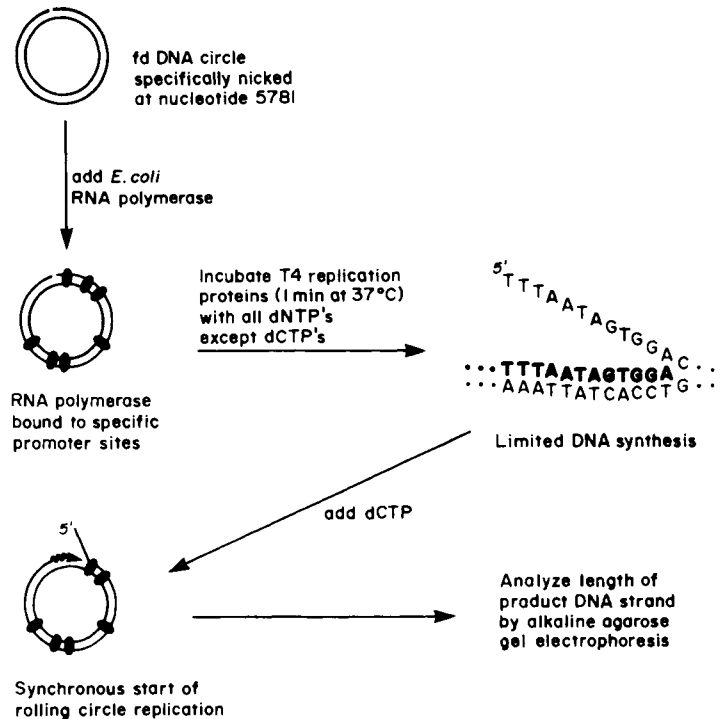 fd DNA circle
specifically nicked
at nucleotide 5781
add E. coli
RNA polymerase
RNA polymerase
bound to specific
promoter sites
Incubate T4 replication
proteins (1 min at 37°C)
with all dNTP's
except dCTP's
5'
TTTAATAGTGGAC··
···TTTAATAGTGGA
···AAATTATCACCTG··
Limited DNA synthesis
add dCTP
5'
Synchronous start of
rolling circle replication
Analyze length of
product DNA strand
by alkaline agarose
gel electrophoresis